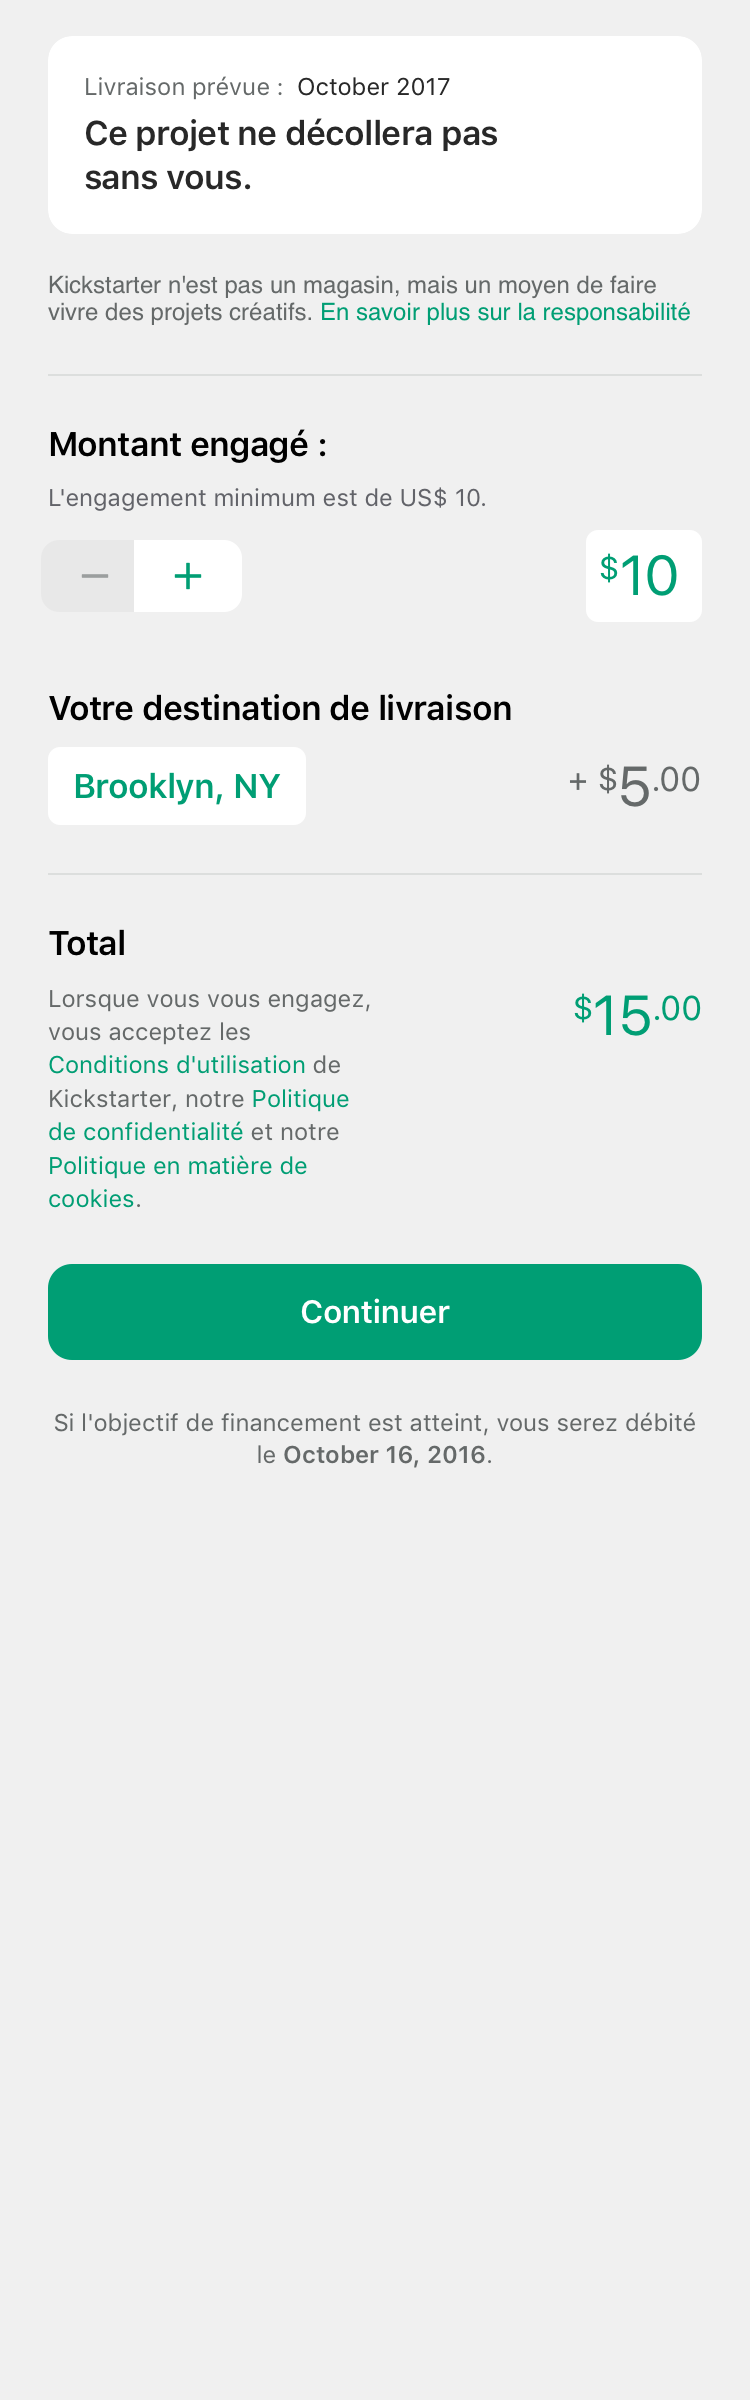 Livraison prévue : October 2017
Ce projet ne décollera pas
sans vous.
Kickstarter n'est pas un magasin, mais un moyen de faire
vivre des projets créatifs. En savoir plus sur la responsabilité
Montant engagé :
L'engagement minimum est de US$ 10.
− + $10
Votre destination de livraison
Brooklyn, NY + $5.00
Total
Lorsque vous vous engagez,
vous acceptez les
Conditions d'utilisation de
Kickstarter, notre Politique
de confidentialité et notre
Politique en matière de
cookies.
$15.00
Continuer
Si l'objectif de financement est atteint, vous serez débité
le October 16, 2016.